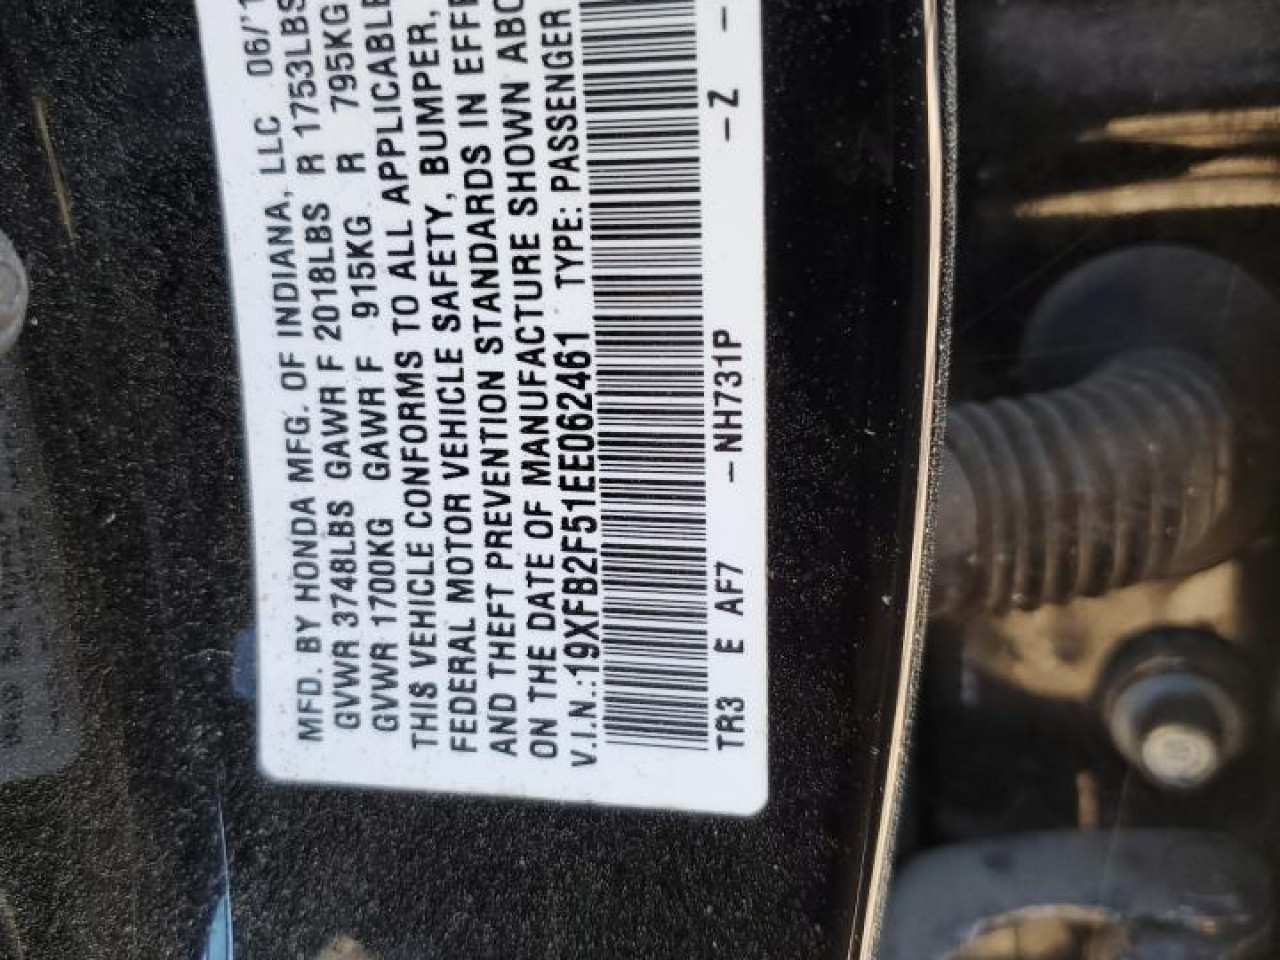 MFD. BY HONDA MFG. OF INDIANA, LLC 06/1
GVWR 3748LBS GAWR F 2018LBS R 1753LBS
GVWR 1700KG GAWR F 915KG R 795KG
THIS VEHICLE CONFORMS TO ALL APPLICABLE
FEDERAL MOTOR VEHICLE SAFETY, BUMPER,
AND THEFT PREVENTION STANDARDS IN EFF
ON THE DATE OF MANUFACTURE SHOWN ABO
V.I.N.:19XFB2F51EE062461 TYPE: PASSENGER
TR3 E AF7 –NH731P –Z –